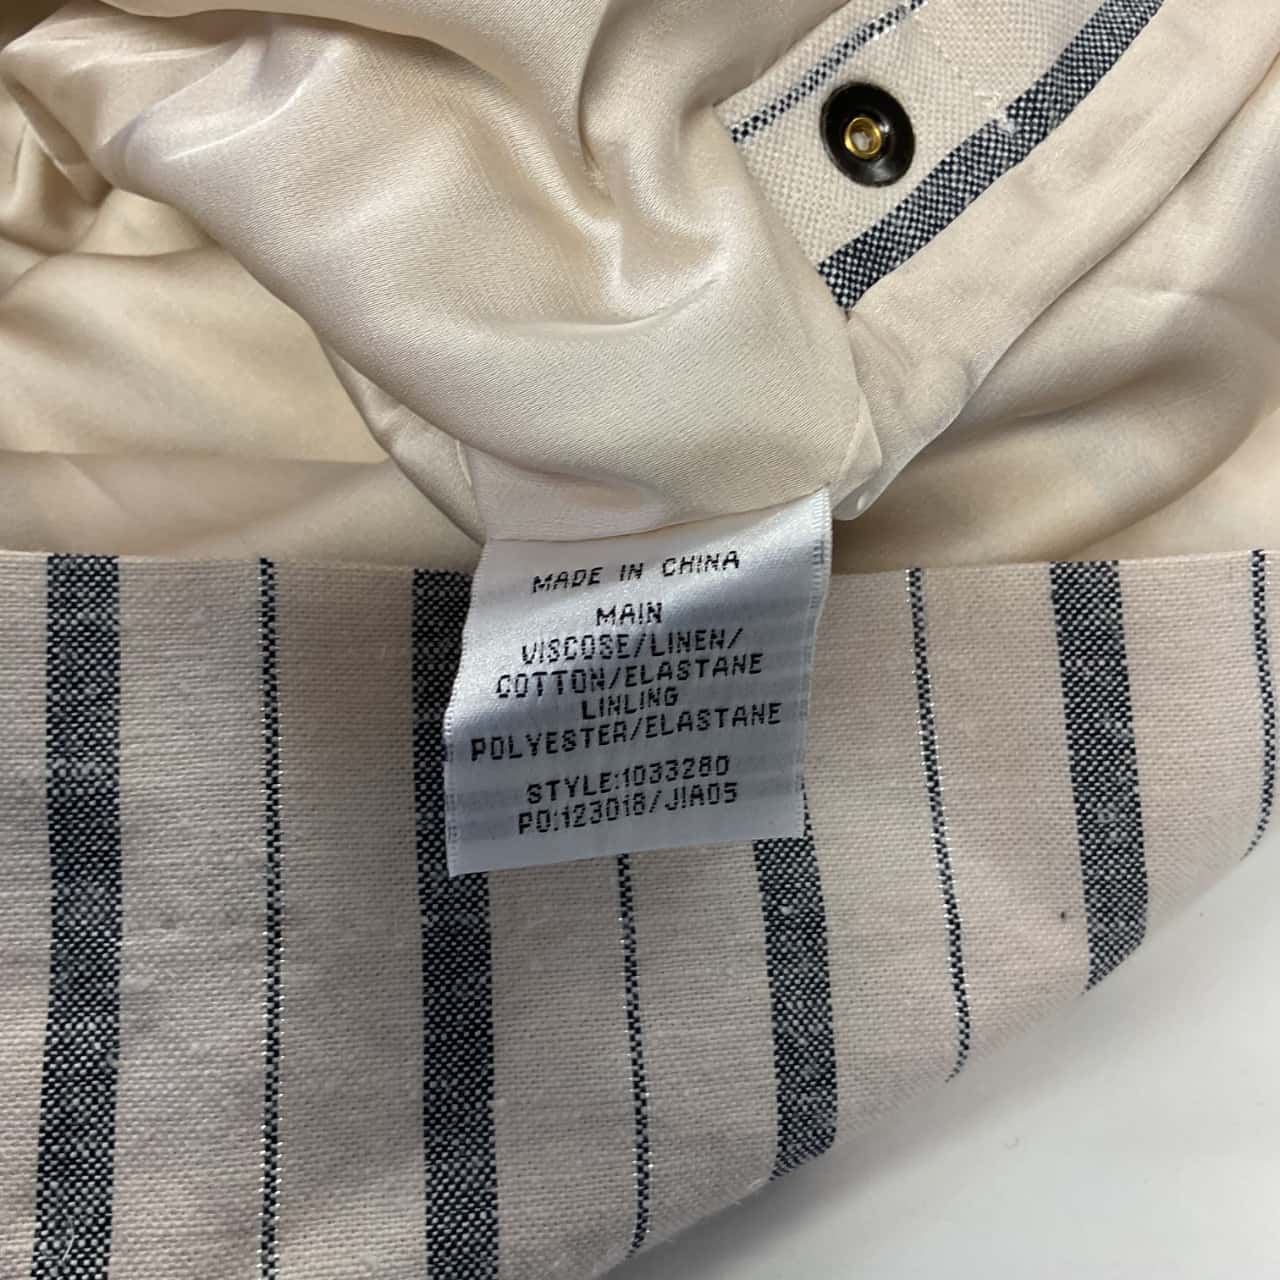 MADE IN CHINA
MAIN
VISCOSE/LINEN/
COTTON/ELASTANE
LINLING
POLYESTER/ELASTANE
STYLE:1033280
PO:123018/JIA05